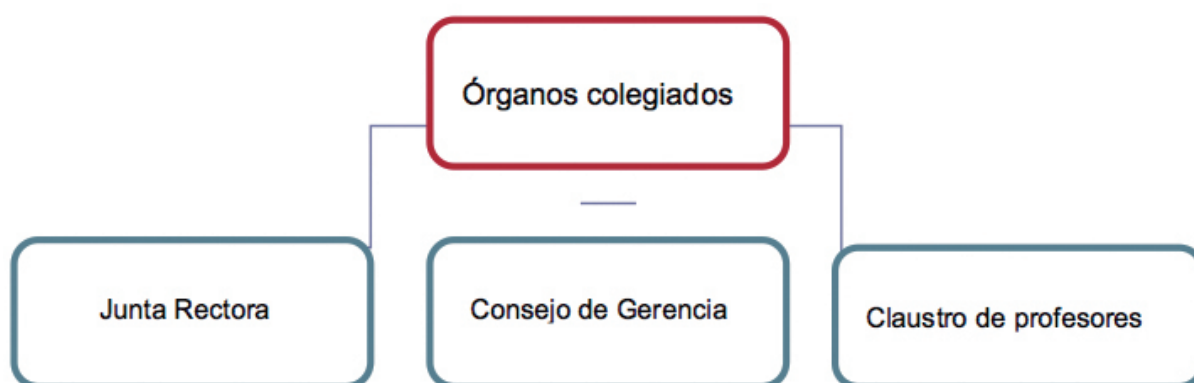 Órganos colegiados
Junta Rectora
Consejo de Gerencia
Claustro de profesores